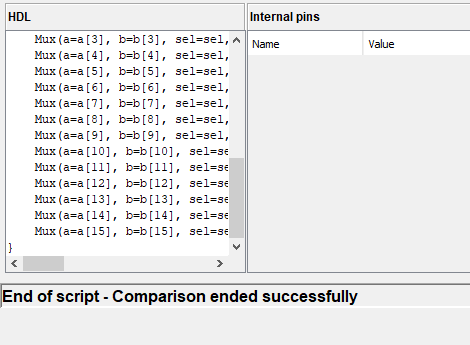 HDL
Internal pins
Mux(a=a[3], b=b[3], sel=sel,
Name Value
Mux(a=a[4], b=b[4], sel=sel,
Mux(a=a[5], b=b[5], sel=sel,
Mux(a=a[6], b=b[6], sel=sel,
Mux(a=a[7], b=b[7], sel=sel,
Mux(a=a[8], b=b[8], sel=sel,
Mux(a=a[9], b=b[9], sel=sel,
Mux(a=a[10], b=b[10], sel=se
Mux(a=a[11], b=b[11], sel=se
Mux(a=a[12], b=b[12], sel=se
Mux(a=a[13], b=b[13], sel=se
Mux(a=a[14], b=b[14], sel=se
Mux(a=a[15], b=b[15], sel=se
}
End of script - Comparison ended successfully